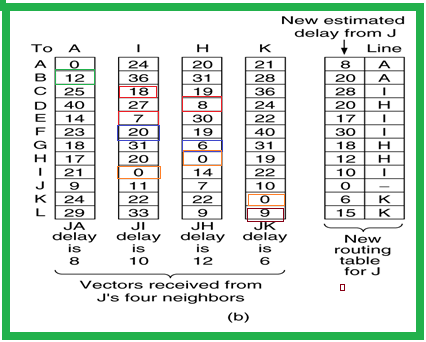 New estimated
delay from J
To A I H K Line
A 0 24 20 21 8 A
B 12 36 31 28 20 A
C 25 18 19 36 28 I
D 40 27 8 24 20 H
E 14 7 30 22 17 I
F 23 20 19 40 30 I
G 18 31 6 31 18 H
H 17 20 0 19 12 H
I 21 0 14 22 10 I
J 9 11 7 10 0 –
K 24 22 22 0 6 K
L 29 33 9 9 15 K
JA JI JH JK
delay delay delay delay
is is is is
8 10 12 6
New
routing
table
for J
Vectors received from
J's four neighbors
(b)